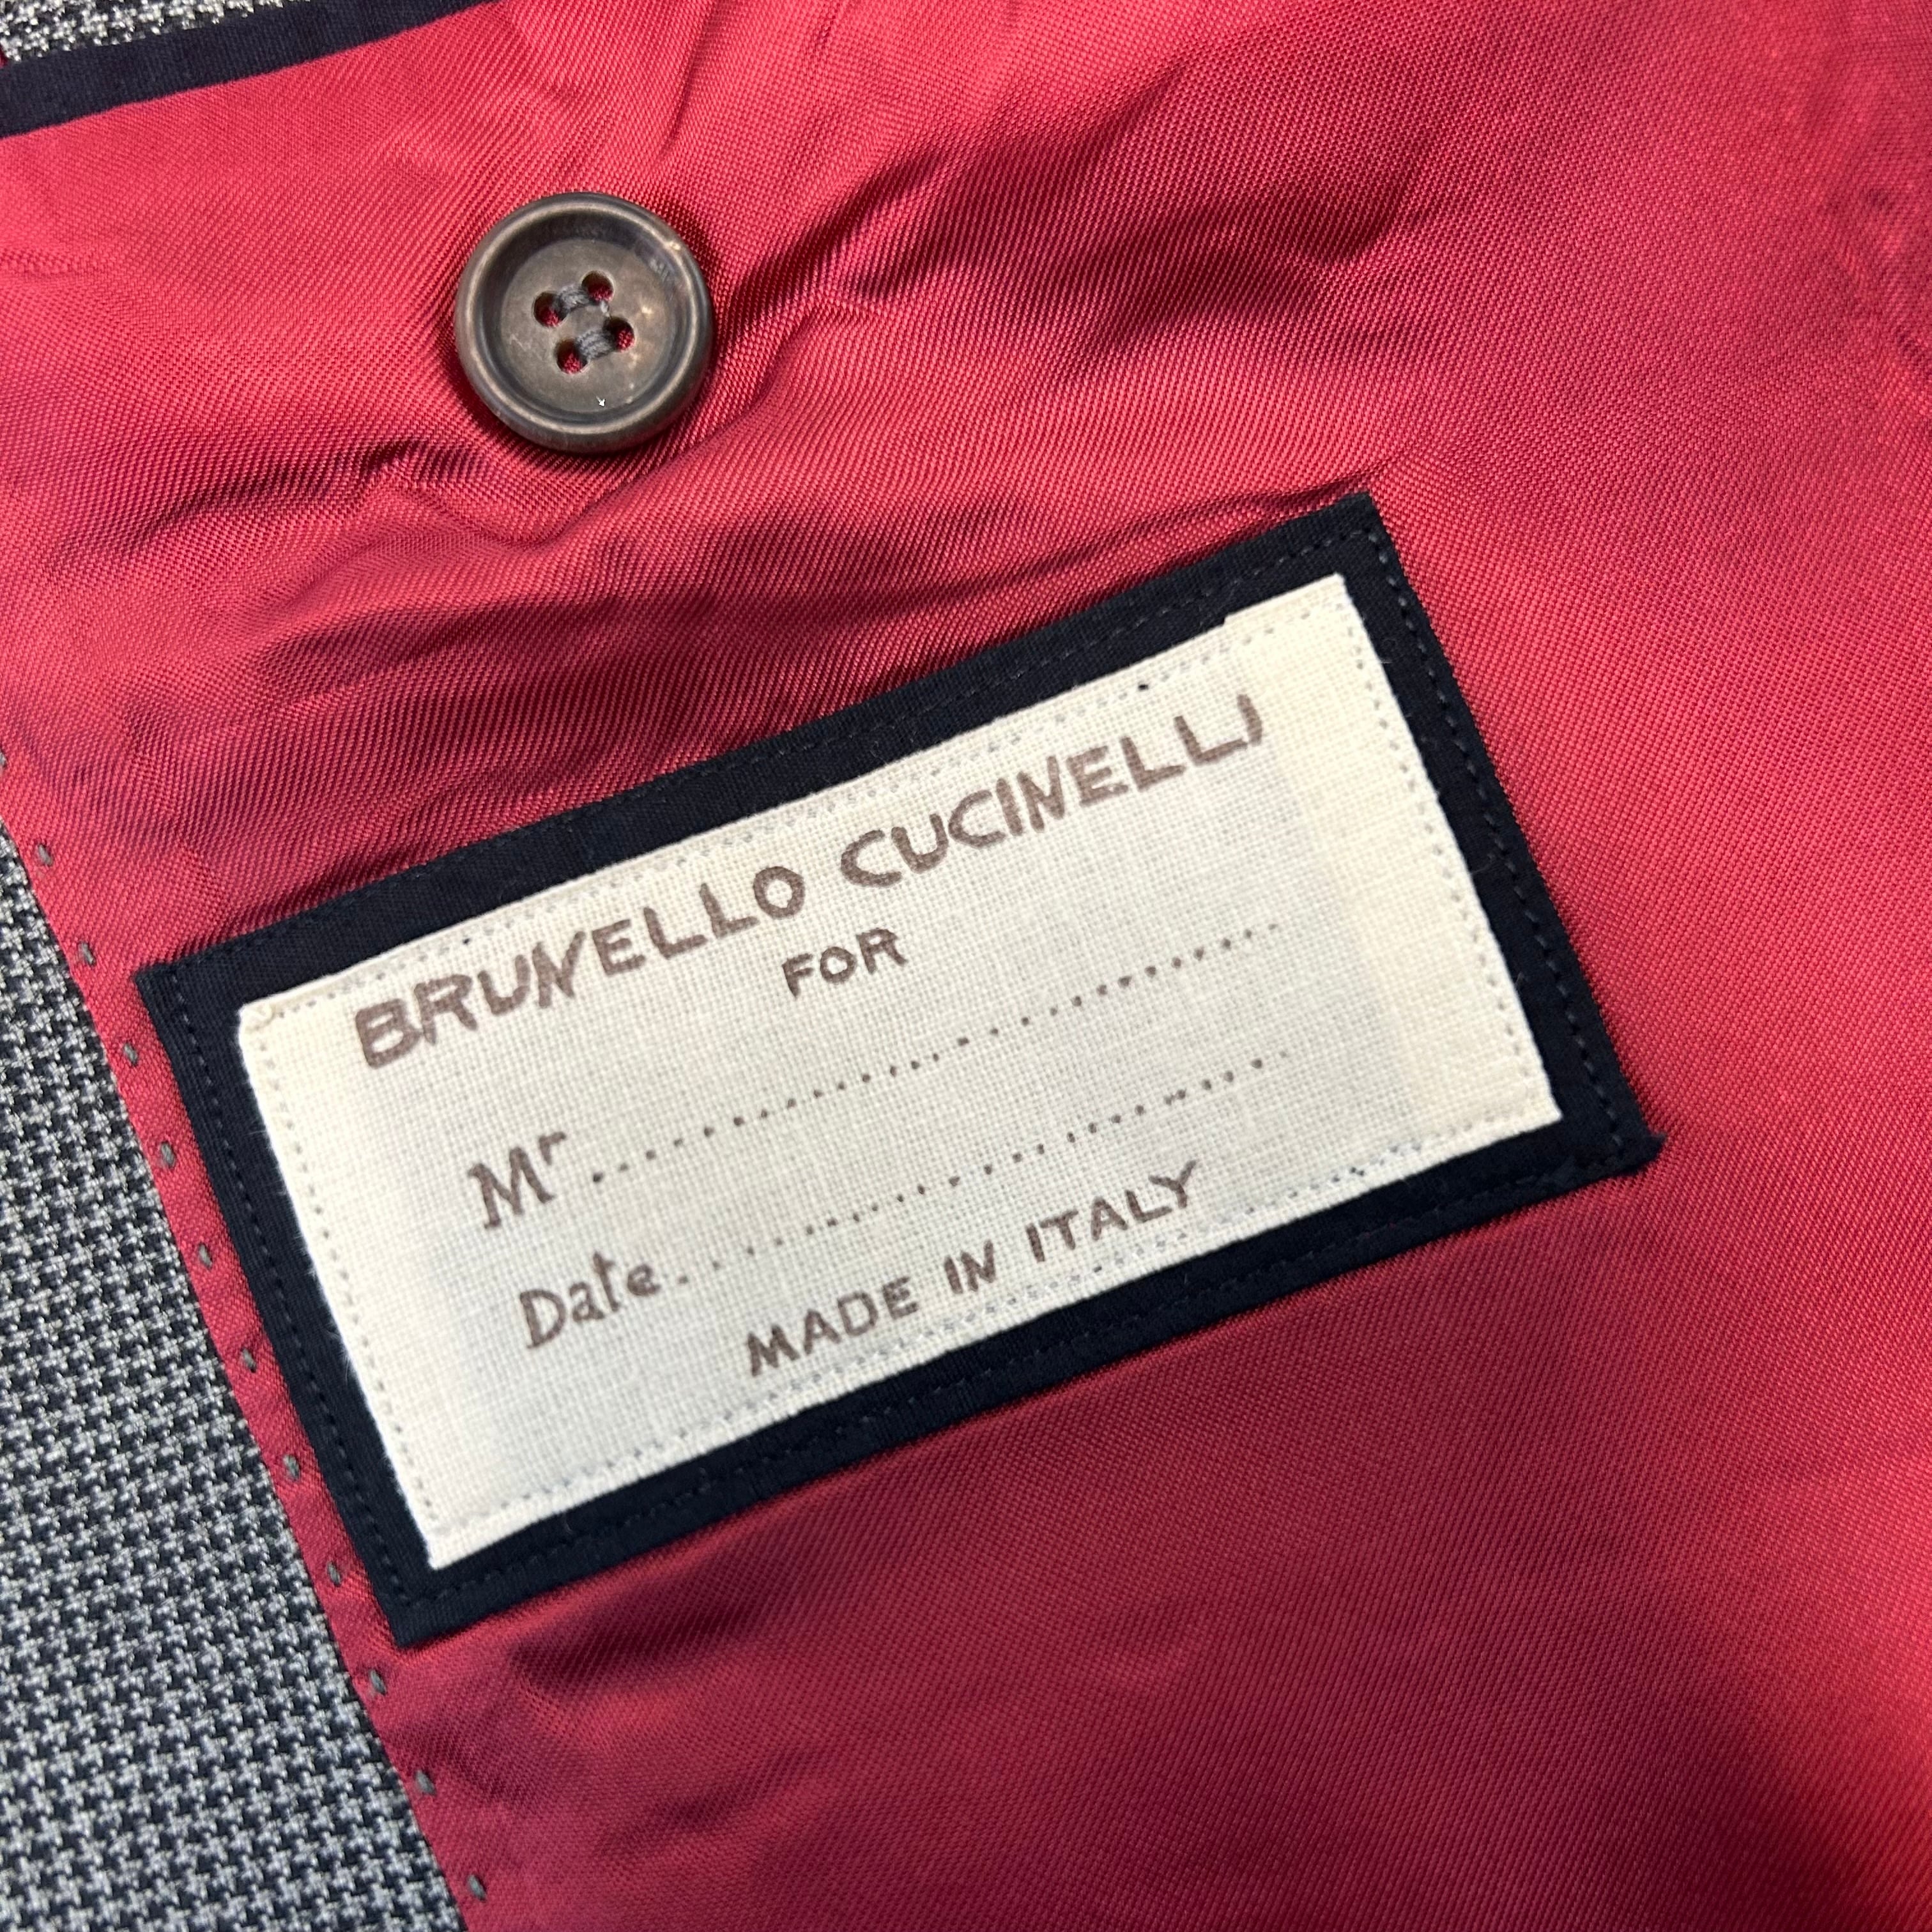 BRUNELLO CUCINELLI
FOR
Mr........................................
Date........................................
MADE IN ITALY